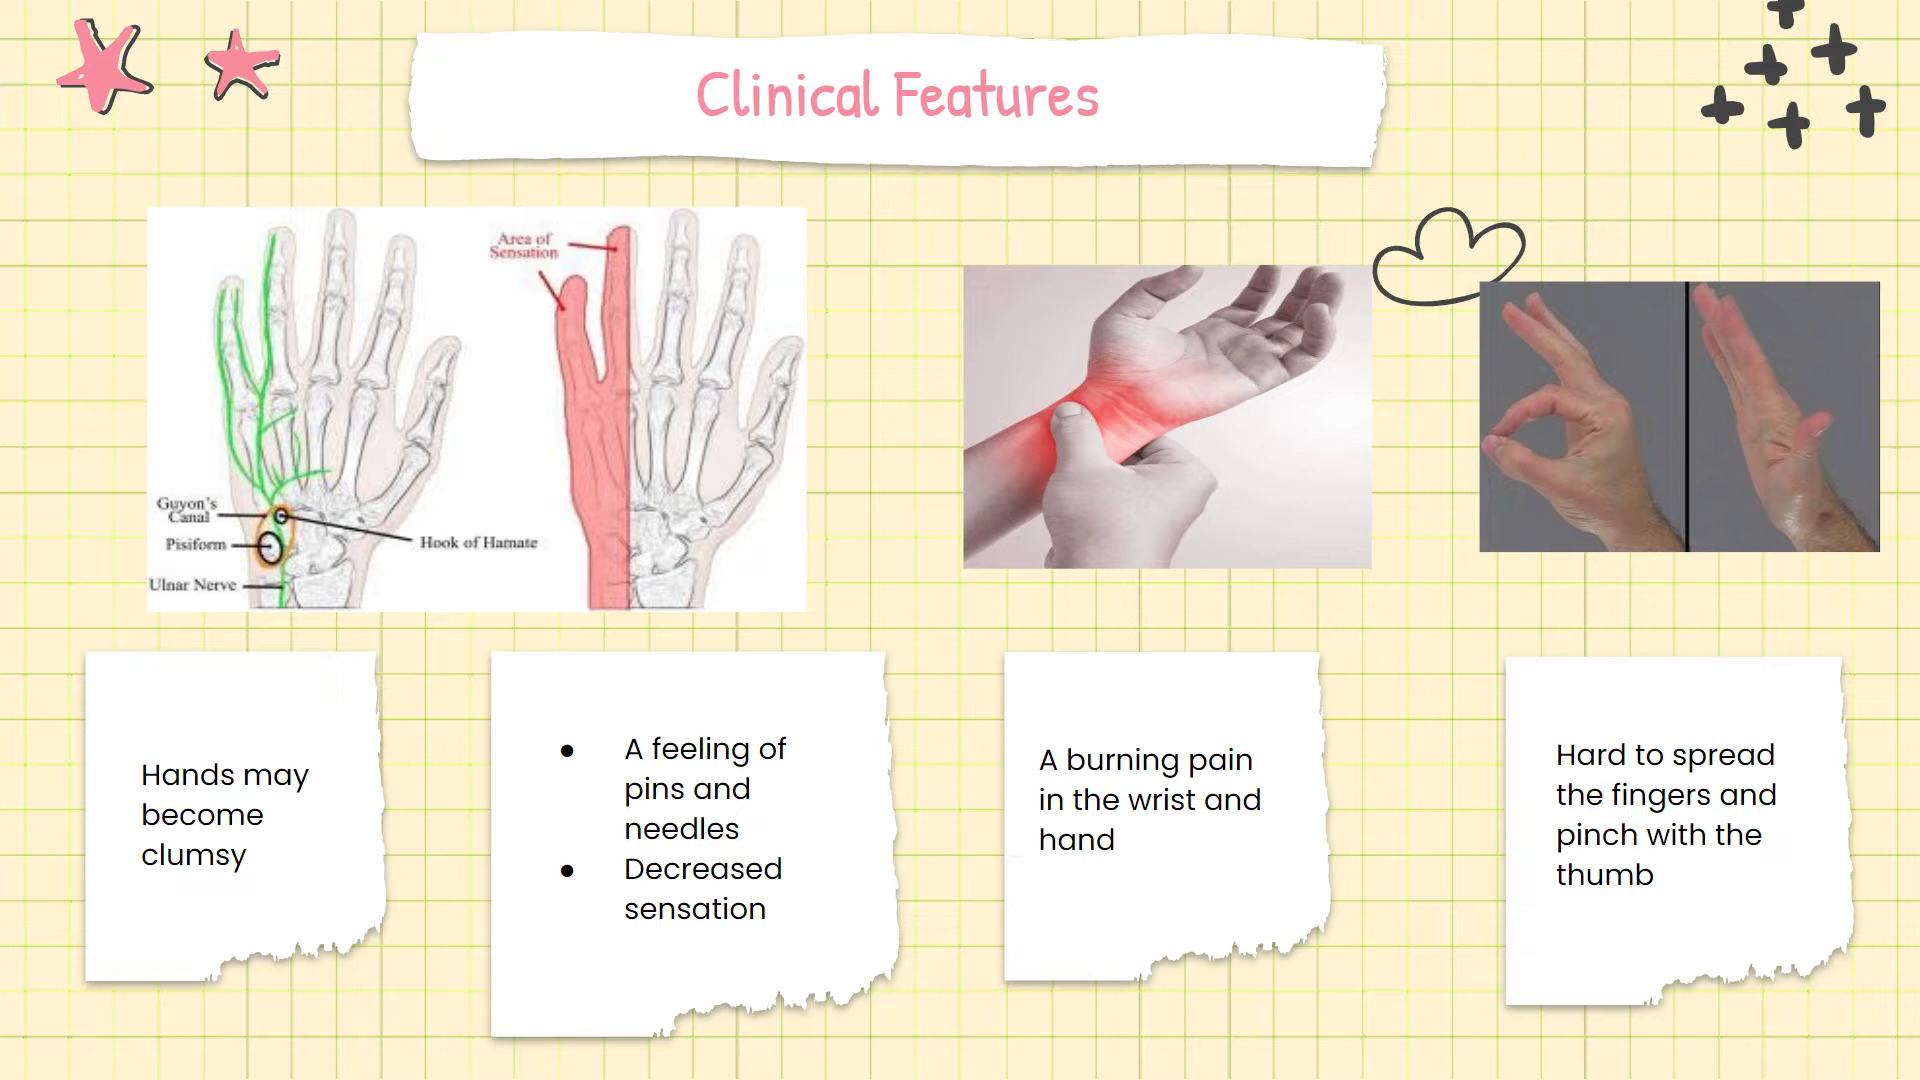 Clinical Features
Area of
Sensation
Guyon's
Canal
Pisiform
Hook of Hamate
Ulnar Nerve
Hands may
become
clumsy
● A feeling of
pins and
needles
● Decreased
sensation
A burning pain
in the wrist and
hand
Hard to spread
the fingers and
pinch with the
thumb